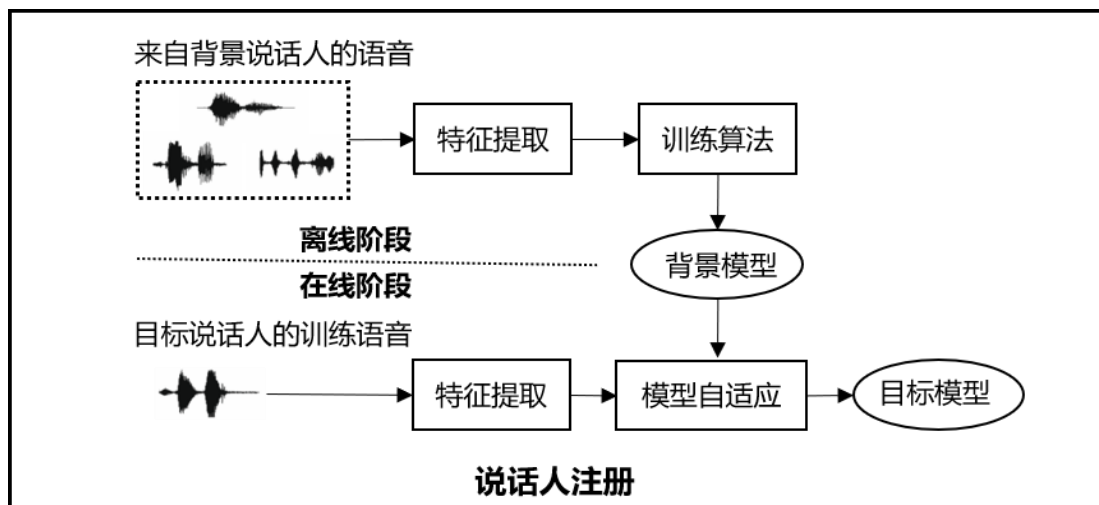 来自背景说话人的语音
特征提取
训练算法
离线阶段
背景模型
在线阶段
目标说话人的训练语音
特征提取
模型自适应
目标模型
说话人注册